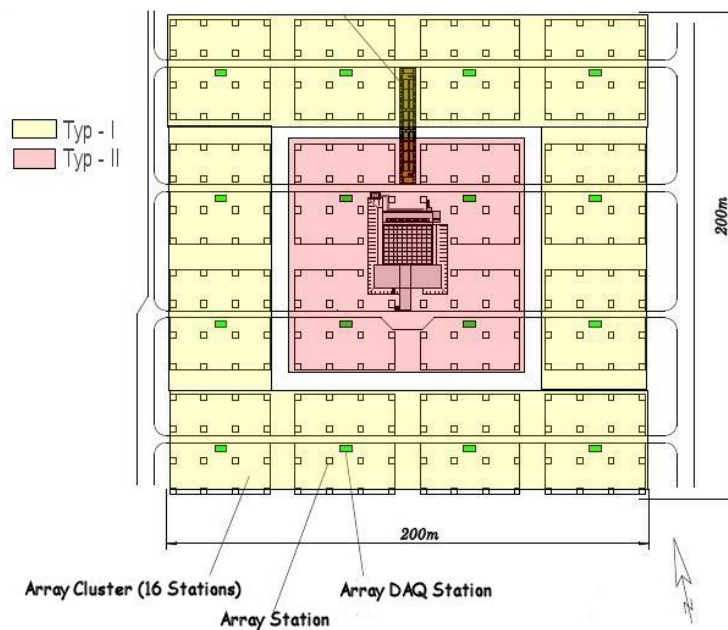 Typ - I
Typ - II
200m
200m
Array Cluster (16 Stations)
Array DAQ Station
Array Station
N